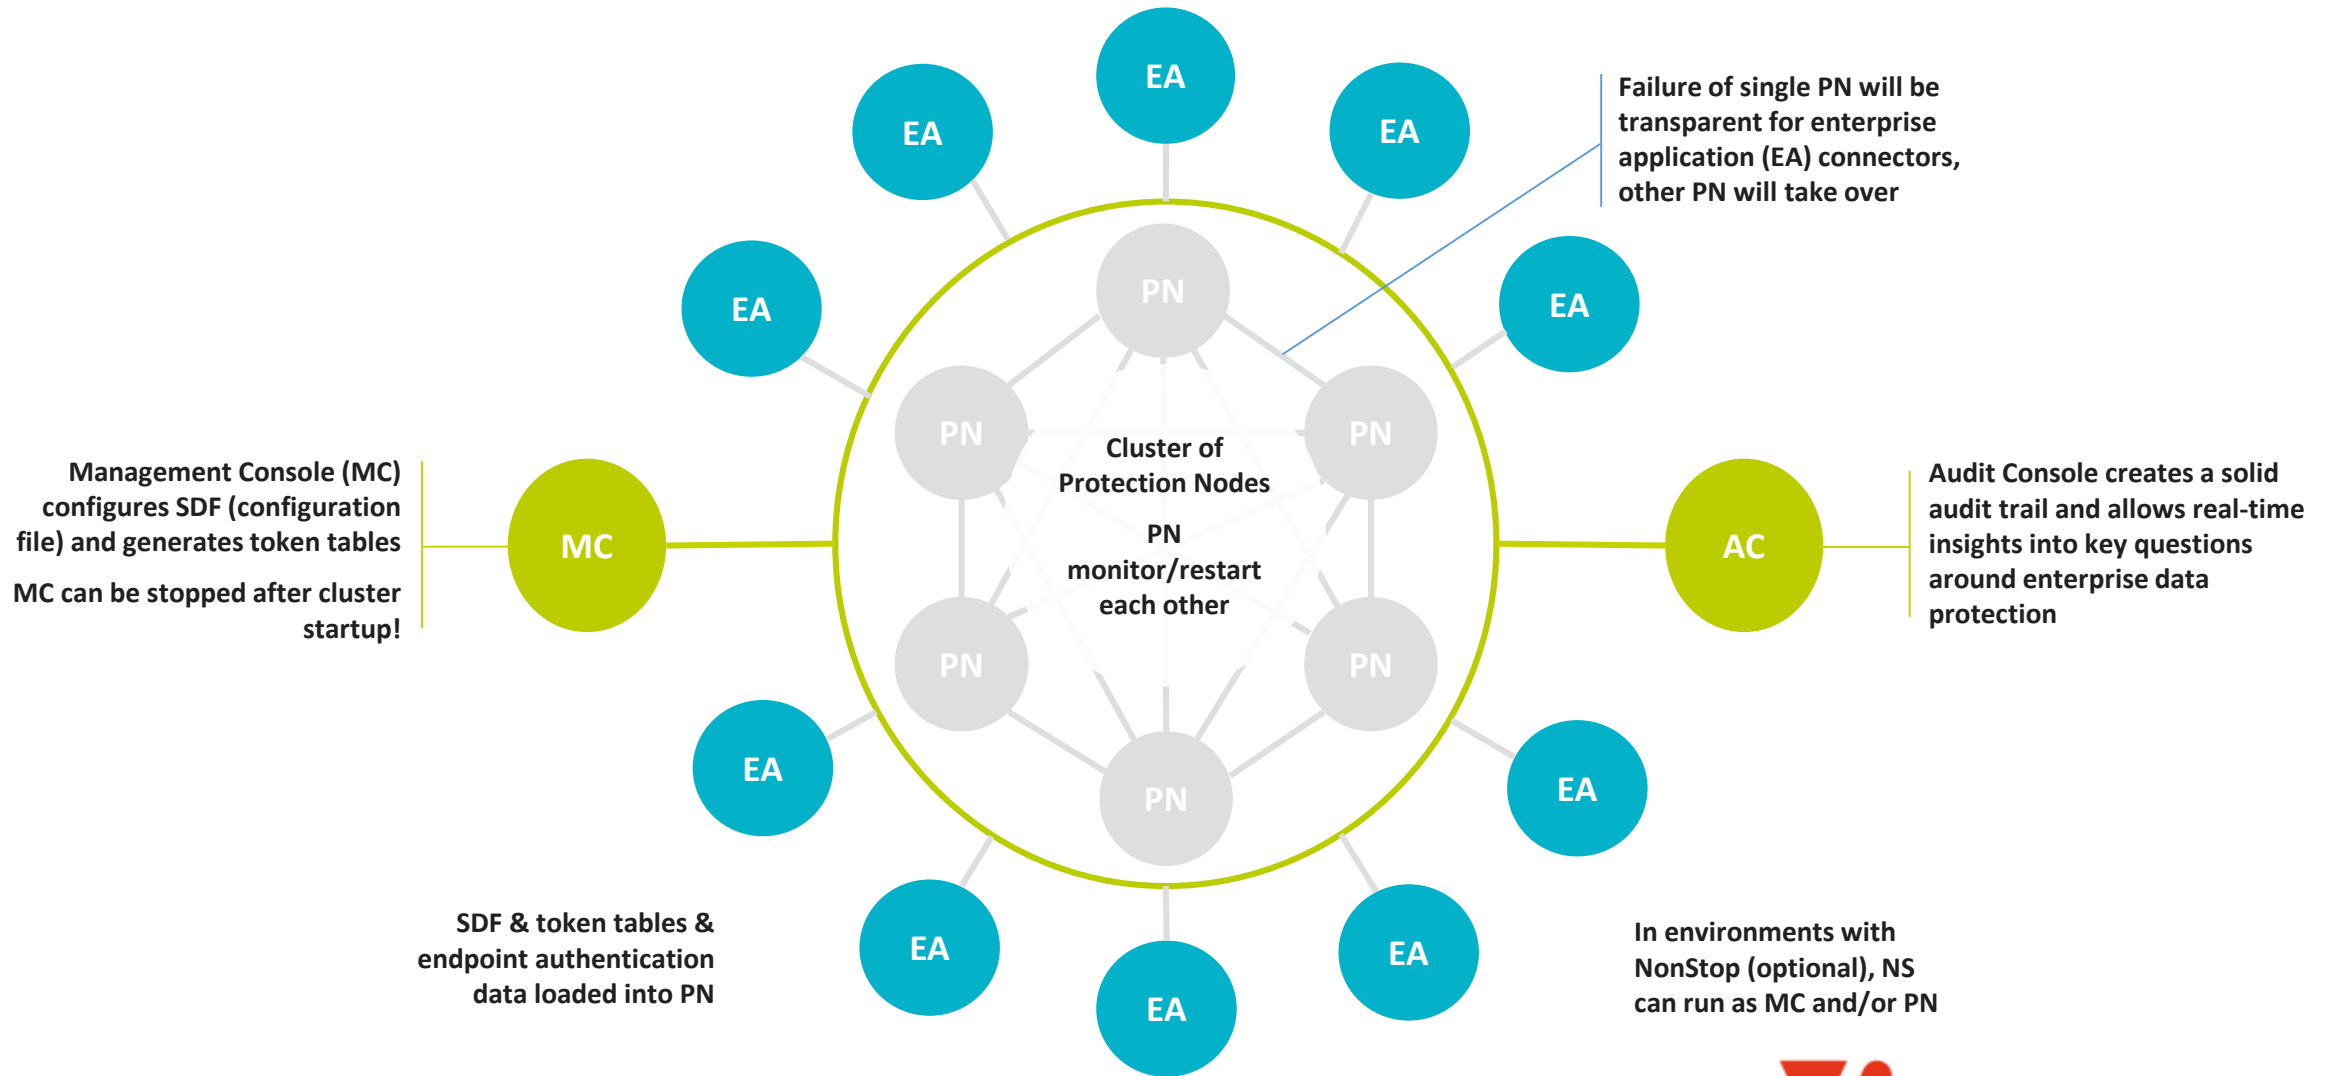 EA
EA
EA
EA
EA
Failure of single PN will be
transparent for enterprise
application (EA) connectors,
other PN will take over
PN
PN
PN
Cluster of
Protection Nodes
PN
monitor/restart
each other
Management Console (MC)
configures SDF (configuration
file) and generates token tables
MC can be stopped after cluster
startup!
MC
AC
Audit Console creates a solid
audit trail and allows real-time
insights into key questions
around enterprise data
protection
PN
PN
PN
EA
EA
EA
EA
EA
SDF & token tables &
endpoint authentication
data loaded into PN
In environments with
NonStop (optional), NS
can run as MC and/or PN